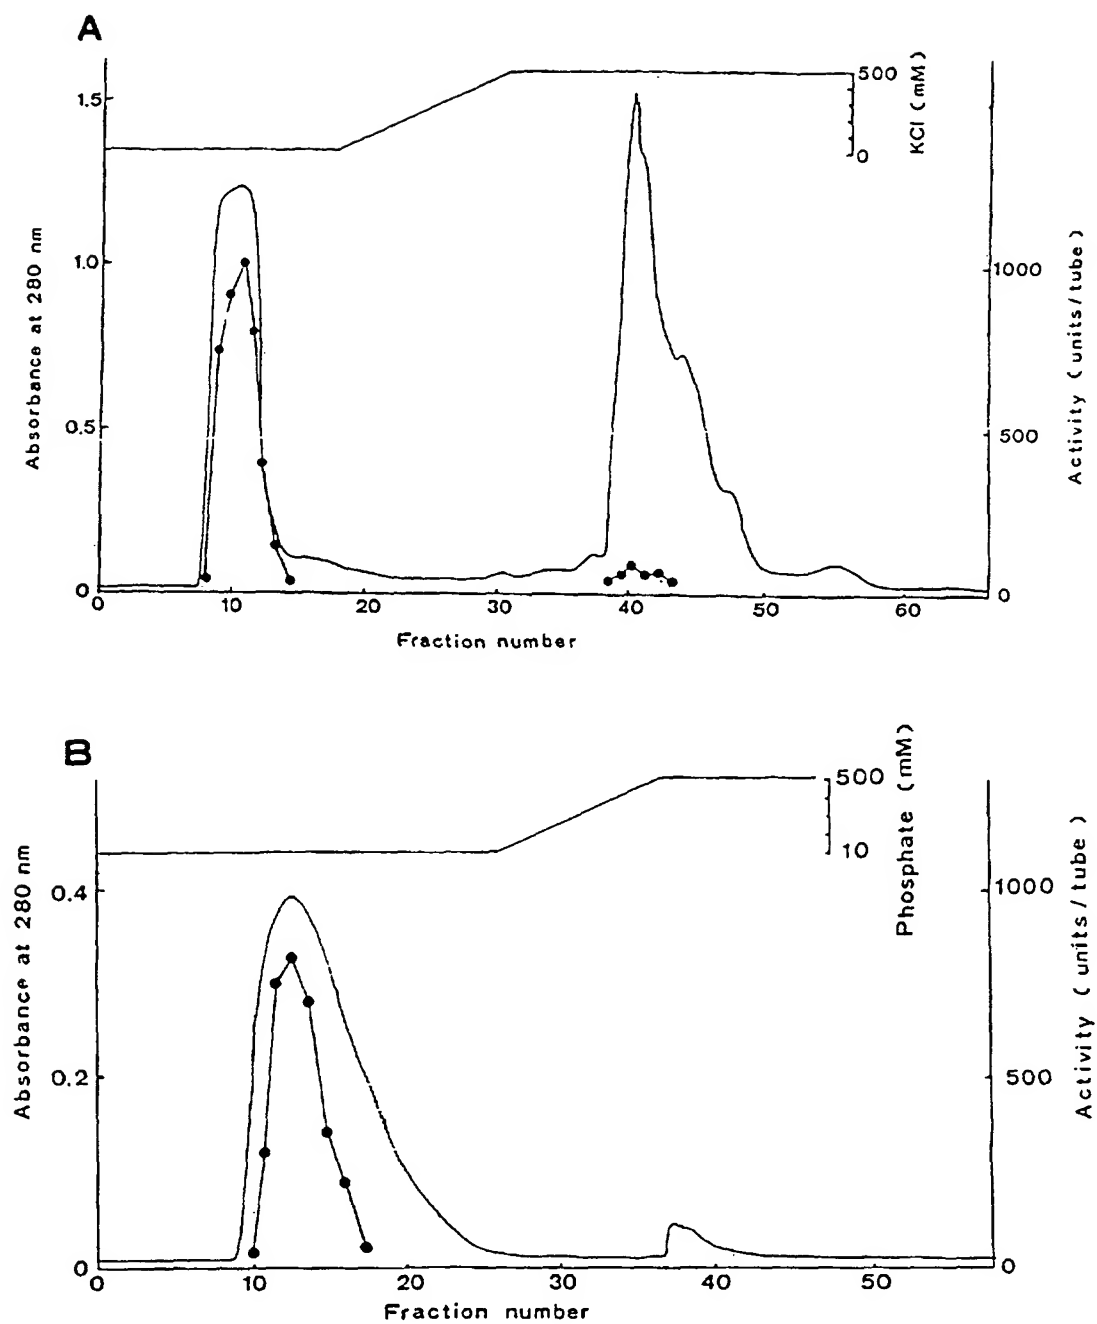 A
500
KCl (mM)
0
1.5
1.0
0.5
0
Absorbance at 280 nm
1000
500
0
Activity (units/tube)
0 10 20 30 40 50 60
Fraction number
B
500
Phosphate (mM)
10
0.4
0.2
0
Absorbance at 280 nm
1000
500
0
Activity (units/tube)
0 10 20 30 40 50
Fraction number